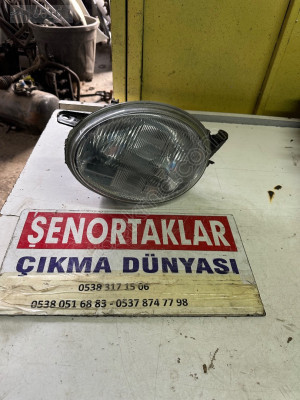 ŞENORTAKLAR
ÇIKMA DÜNYASI
0538 317 15 06
0538 051 68 83 - 0537 874 77 98